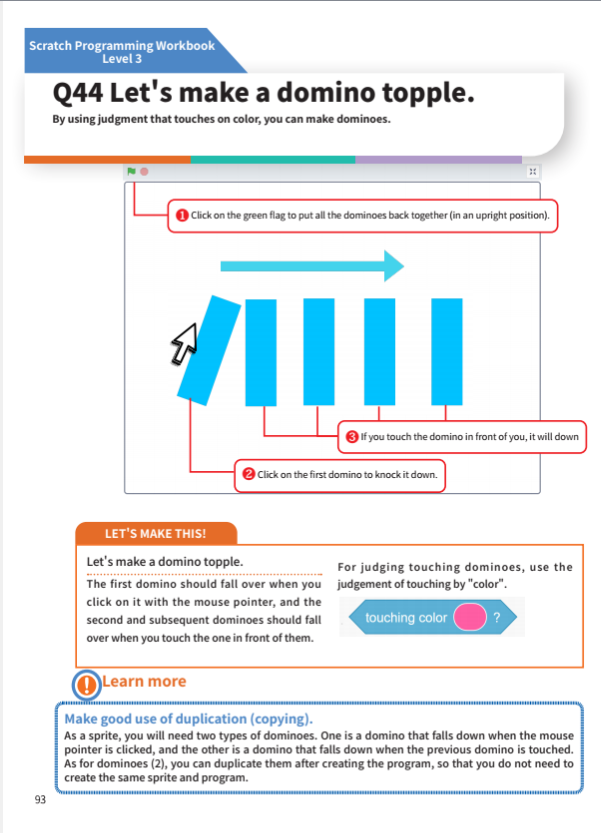 Scratch Programming Workbook
Level 3
Q44 Let's make a domino topple.
By using judgment that touches on color, you can make dominoes.
1 Click on the green flag to put all the dominoes back together (in an upright position).
3 If you touch the domino in front of you, it will down
2 Click on the first domino to knock it down.
LET'S MAKE THIS!
Let's make a domino topple.
The first domino should fall over when you
click on it with the mouse pointer, and the
second and subsequent dominoes should fall
over when you touch the one in front of them.
For judging touching dominoes, use the
judgement of touching by "color".
touching color ?
! Learn more
Make good use of duplication (copying).
As a sprite, you will need two types of dominoes. One is a domino that falls down when the mouse
pointer is clicked, and the other is a domino that falls down when the previous domino is touched.
As for dominoes (2), you can duplicate them after creating the program, so that you do not need to
create the same sprite and program.
93